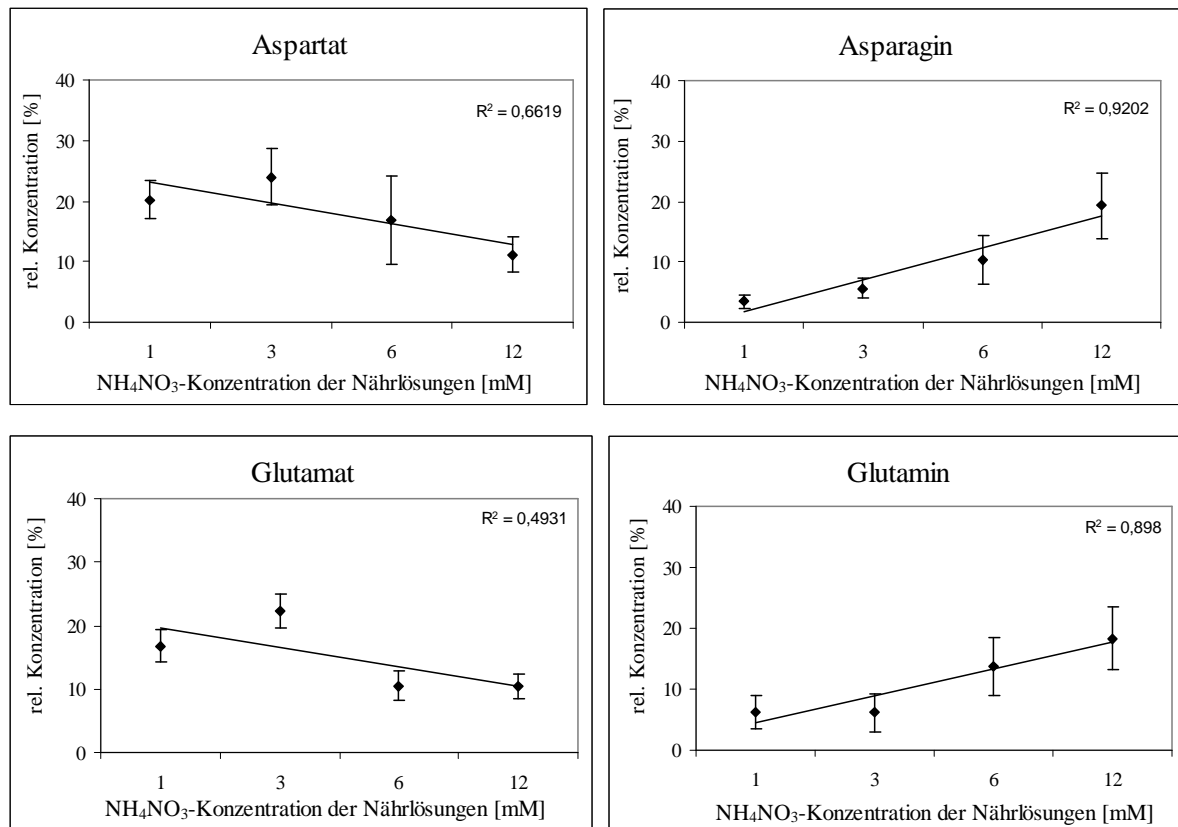 Aspartat
rel. Konzentration [%]
R² = 0,6619
40
30
20
10
0
1 3 6 12
NH₄NO₃-Konzentration der Nährlösungen [mM]
Asparagin
rel. Konzentration [%]
R² = 0,9202
40
30
20
10
0
1 3 6 12
NH₄NO₃-Konzentration der Nährlösungen [mM]
Glutamat
rel. Konzentration [%]
R² = 0,4931
40
30
20
10
0
1 3 6 12
NH₄NO₃-Konzentration der Nährlösungen [mM]
Glutamin
rel. Konzentration [%]
R² = 0,898
40
30
20
10
0
1 3 6 12
NH₄NO₃-Konzentration der Nährlösungen [mM]